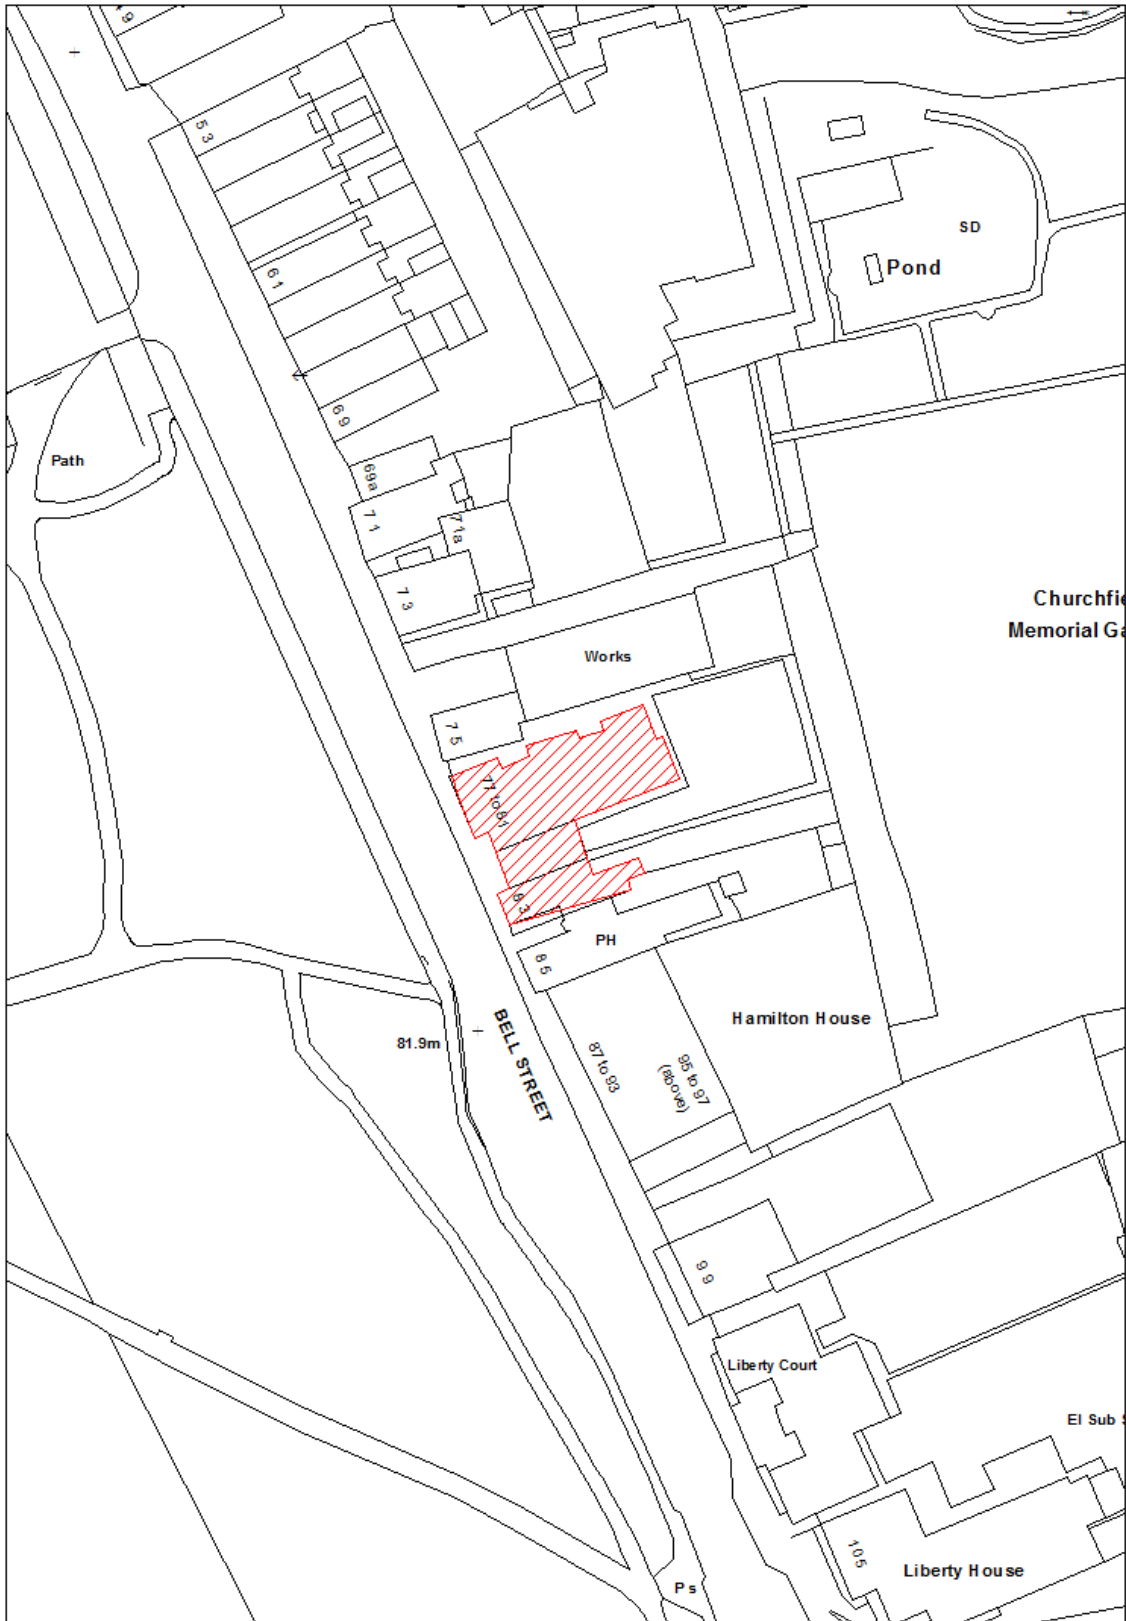 49
53
SD
Pond
61
69
Path
69a
71
71a
73
Churchfie
Memorial Ga
Works
75
77 to 81
83
PH
85
Hamilton House
BELL STREET
81.9m
87 to 93
95 to 97
(above)
99
Liberty Court
El Sub S
105
Liberty House
Ps